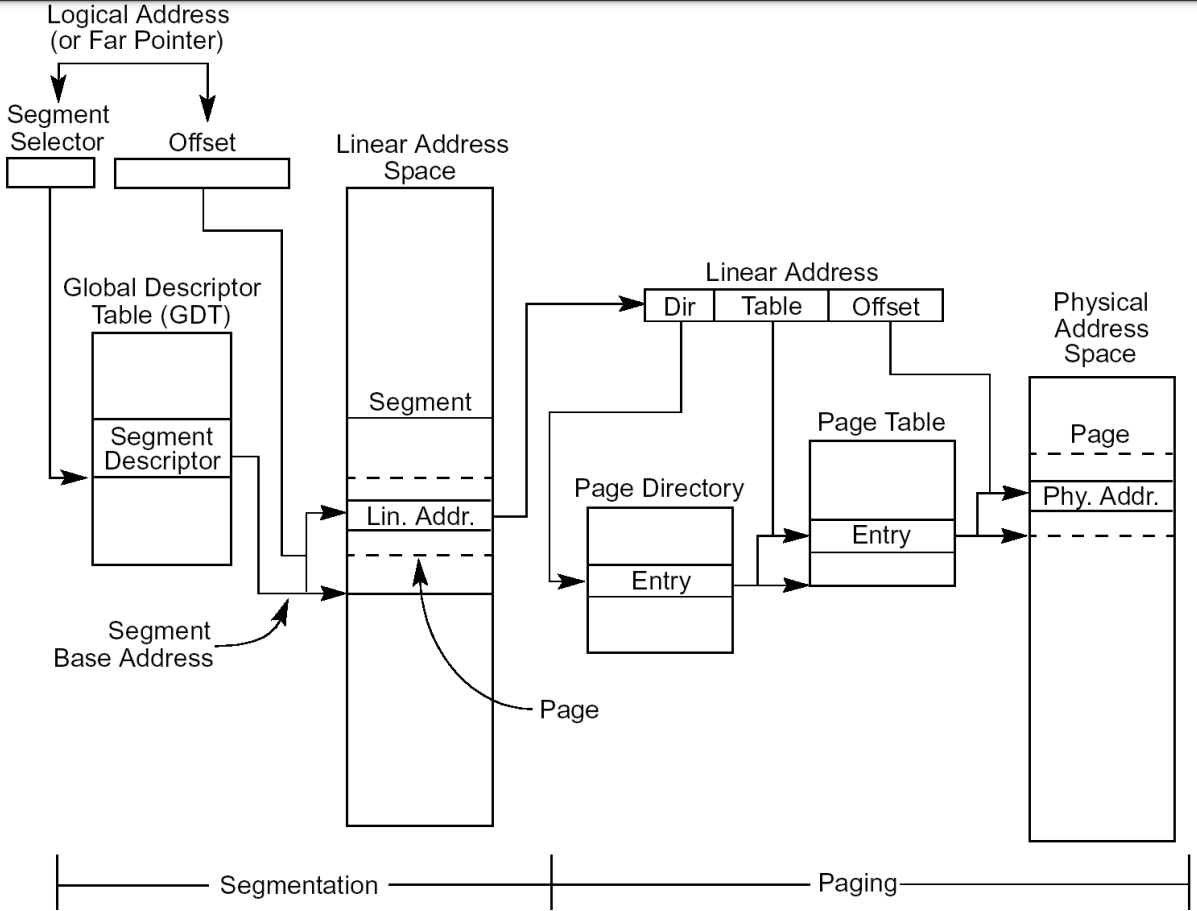 Logical Address
(or Far Pointer)
Segment
Selector
Offset
Linear Address
Space
Global Descriptor
Table (GDT)
Segment
Descriptor
Segment
Lin. Addr.
Segment
Base Address
Page
Linear Address
Dir
Table
Offset
Page Directory
Entry
Page Table
Entry
Physical
Address
Space
Page
Phy. Addr.
Segmentation
Paging